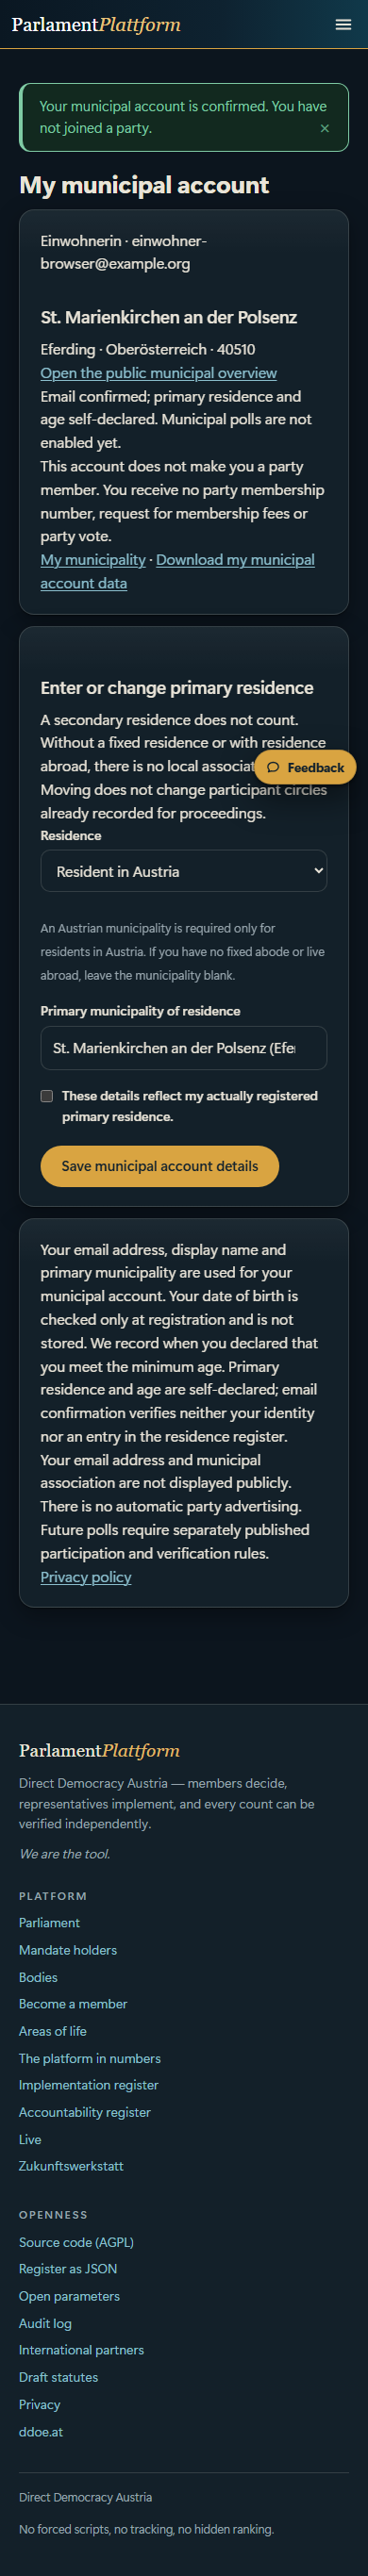 ParlamentPlattform
Your municipal account is confirmed. You have
not joined a party.
×
My municipal account
Einwohnerin · einwohner-
browser@example.org
St. Marienkirchen an der Polsenz
Eferding · Oberösterreich · 40510
Open the public municipal overview
Email confirmed; primary residence and
age self-declared. Municipal polls are not
enabled yet.
This account does not make you a party
member. You receive no party membership
number, request for membership fees or
party vote.
My municipality · Download my municipal
account data
Enter or change primary residence
A secondary residence does not count.
Without a fixed residence or with residence
abroad, there is no local
Feedback
Moving does not change participant circles
already recorded for proceedings.
Residence
Resident in Austria
An Austrian municipality is required only for
residents in Austria. If you have no fixed abode or live
abroad, leave the municipality blank.
Primary municipality of residence
St. Marienkirchen an der Polsenz
These details reflect my actually registered
primary residence.
Save municipal account details
Your email address, display name and
primary municipality are used for your
municipal account. Your date of birth is
checked only at registration and is not
stored. We record when you declared that
you meet the minimum age. Primary
residence and age are self-declared; email
confirmation verifies neither your identity
nor an entry in the residence register.
Your email address and municipal
association are not displayed publicly.
There is no automatic party advertising.
Future polls require separately published
participation and verification rules.
Privacy policy
ParlamentPlattform
Direct Democracy Austria — members decide,
representatives implement, and every count can be
verified independently.
We are the tool.
PLATFORM
Parliament
Mandate holders
Bodies
Become a member
Areas of life
The platform in numbers
Implementation register
Accountability register
Live
Zukunftswerkstatt
OPENNESS
Source code (AGPL)
Register as JSON
Open parameters
Audit log
International partners
Draft statutes
Privacy
ddoe.at
Direct Democracy Austria
No forced scripts, no tracking, no hidden ranking.